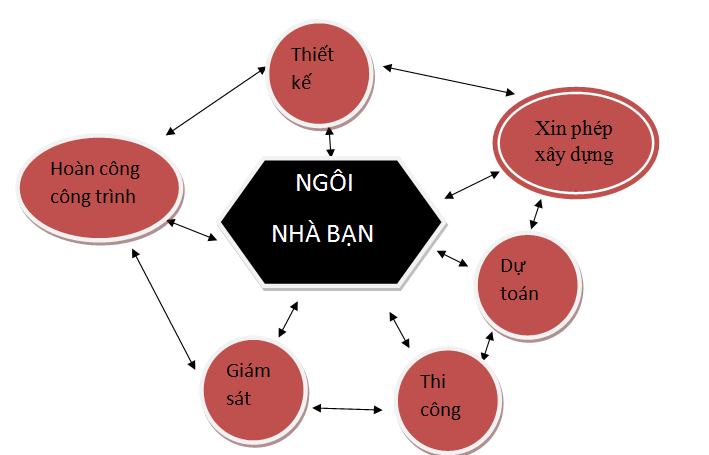 Thiết
kế
Xin phép
xây dựng
Hoàn công
công trình
NGÔI
NHÀ BẠN
Dự
toán
Giám
sát
Thi
công